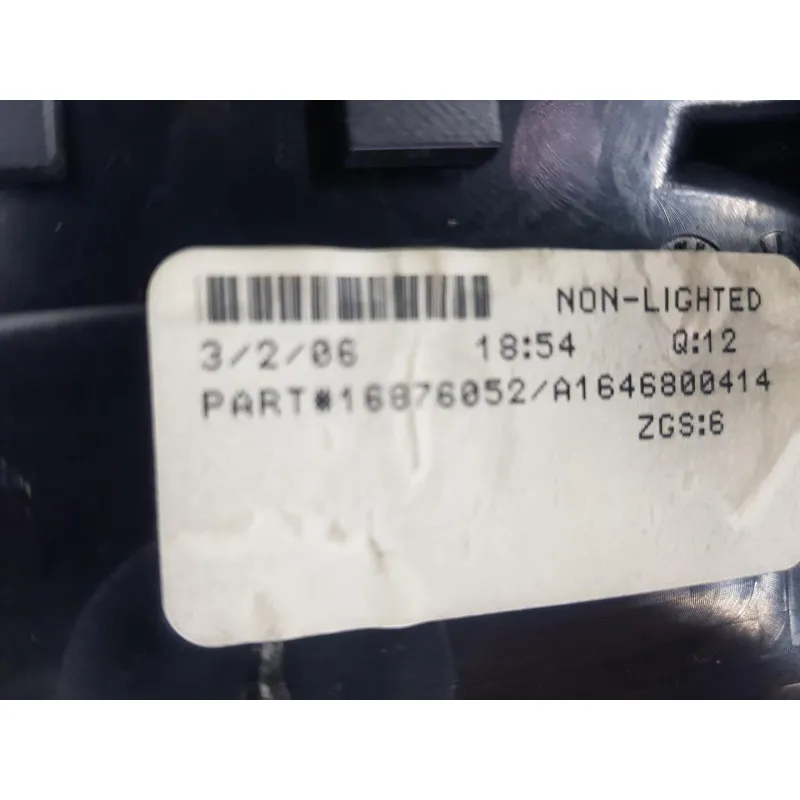 NON-LIGHTED
3/2/06 18:54 Q:12
PART#16876052/A1646800414
ZGS:6